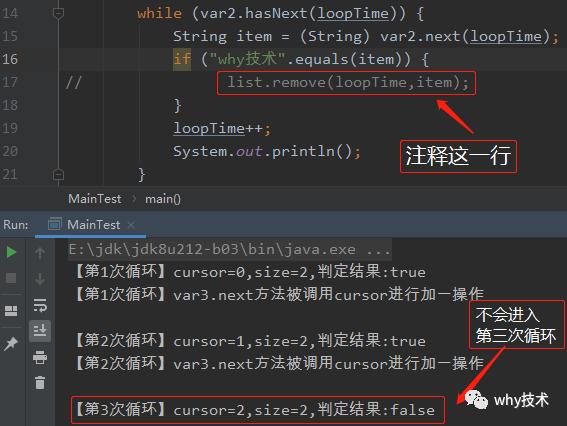 14 while (var2.hasNext(loopTime)) {
15 String item = (String) var2.next(loopTime);
16 if ("why技术".equals(item)) {
17 // list.remove(loopTime,item);
18 }
19 loopTime++;
20 System.out.println();
21 }
注释这一行
MainTest > main()
Run: MainTest ×
E:\jdk\jdk8u212-b03\bin\java.exe ...
【第1次循环】cursor=0,size=2,判定结果:true
【第1次循环】var3.next方法被调用cursor进行加一操作
【第2次循环】cursor=1,size=2,判定结果:true
【第2次循环】var3.next方法被调用cursor进行加一操作
【第3次循环】cursor=2,size=2,判定结果:false
不会进入
第三次循环
why技术